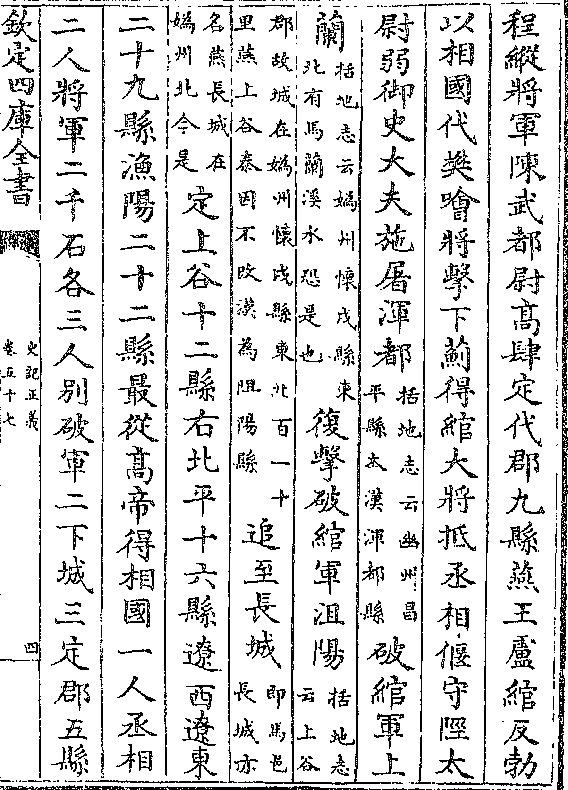 程縱將軍陳武都尉髙肆定代郡九縣燕王盧綰反勃
以相國代樊噲將擊下薊得綰大將抵丞相偃守陘太
尉弱御史大夫施屠渾都括地志云幽州昌平縣本漢渾都縣破綰軍上
蘭括地志云媯州懷戎縣東北有馬蘭溪水恐是也復擊破綰軍沮陽括地志云上谷
郡故城在媯州懷戎縣東北百一十里燕上谷秦因不改漢為沮陽縣追至長城即馬邑長城亦
名燕長城在媯州北今是定上谷十二縣右北平十六縣遼西遼東
二十九縣漁陽二十二縣最從髙帝得相國一人丞相
二人將軍二千石各三人别破軍二下城三定郡五縣
欽定四庫全書
史記正義
卷五十七
四